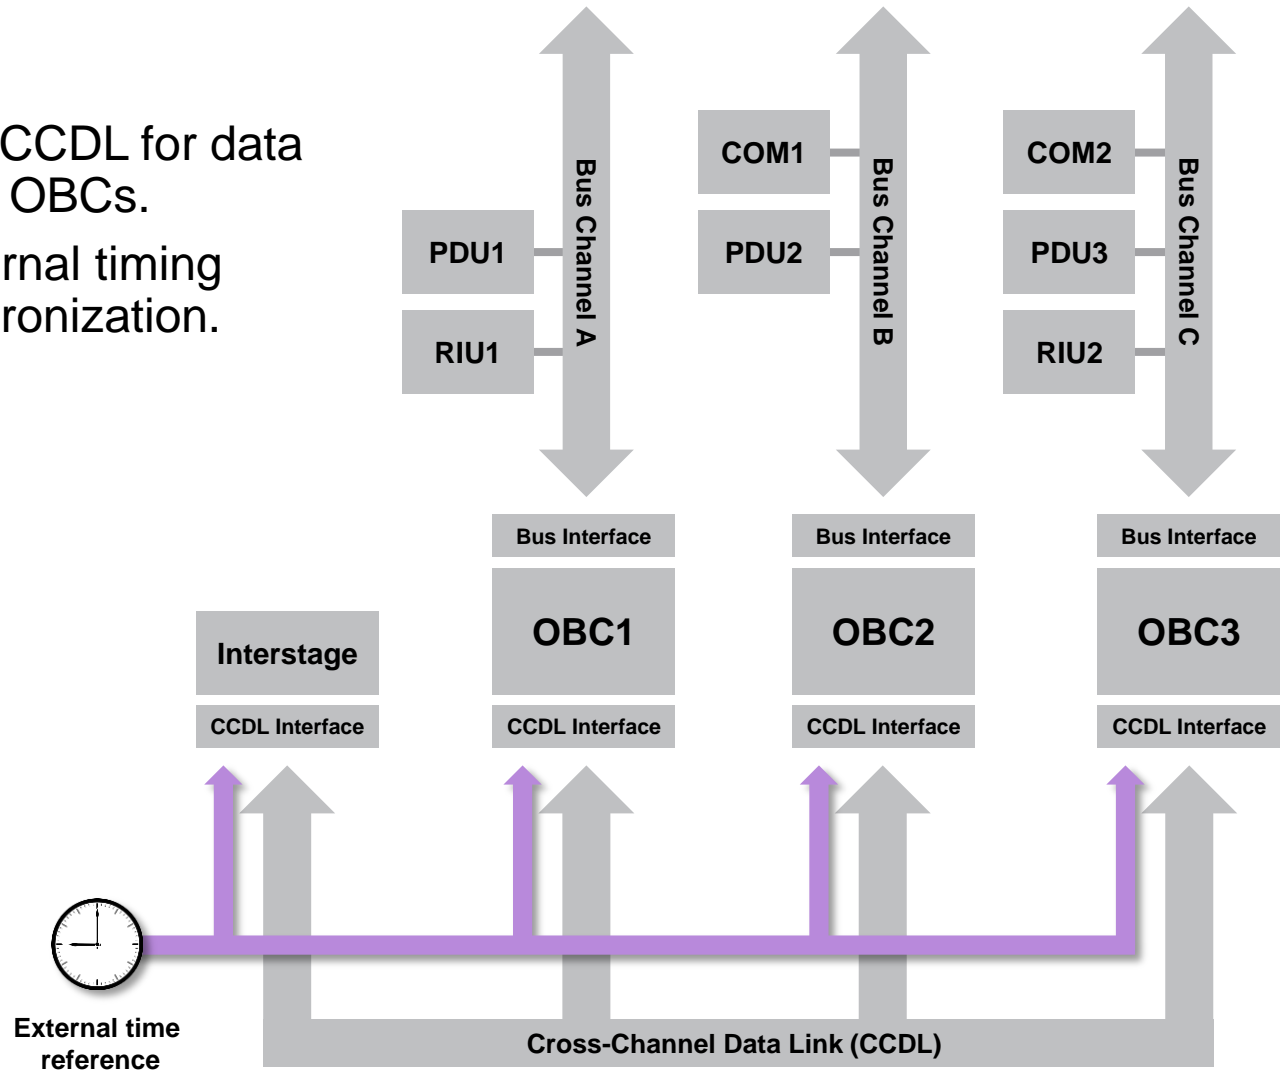 CCDL for data
OBCs.
rnal timing
ronization.
COM1
COM2
PDU1
PDU2
PDU3
RIU1
RIU2
Bus Channel A
Bus Channel B
Bus Channel C
Bus Interface
Bus Interface
Bus Interface
OBC1
OBC2
OBC3
Interstage
CCDL Interface
CCDL Interface
CCDL Interface
CCDL Interface
External time
reference
Cross-Channel Data Link (CCDL)